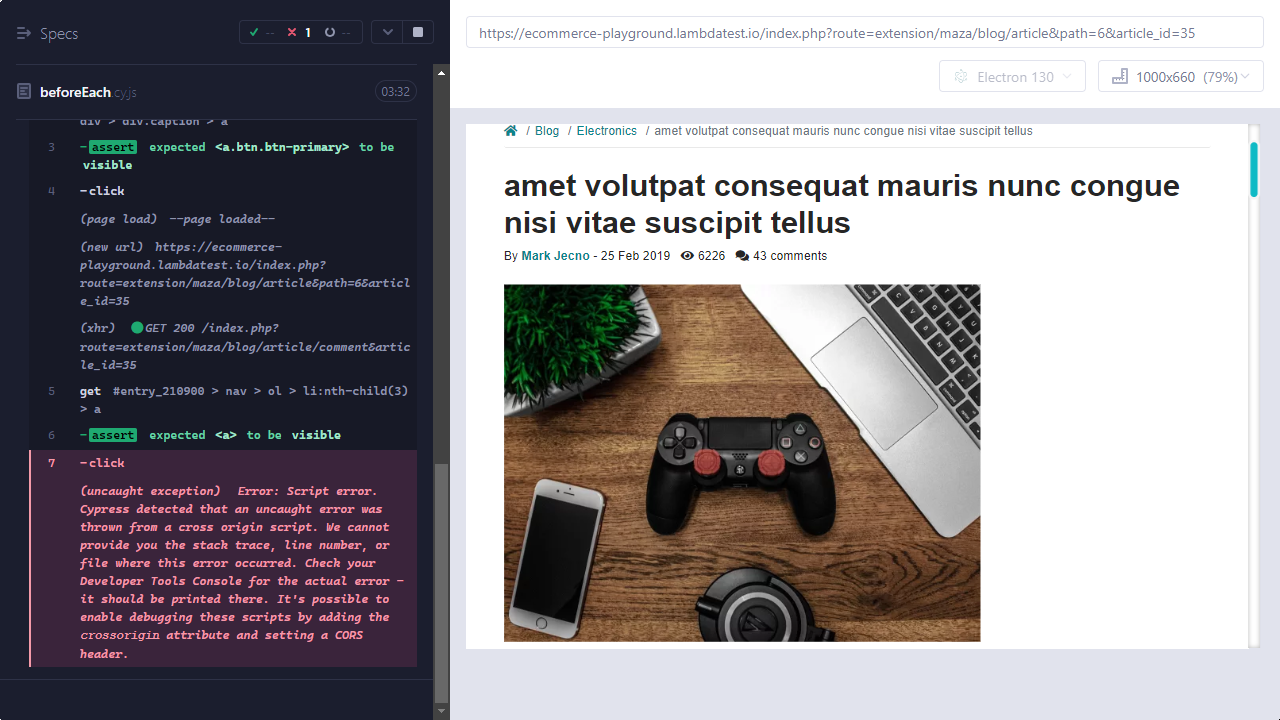 Specs
-- 1 --
beforeEach.cy.js
03:32
div > div.caption > a
3 -assert expected <a.btn.btn-primary> to be
visible
4 -click
(page load) --page loaded--
(new url) https://ecommerce-
playground.lambdatest.io/index.php?
route=extension/maza/blog/article&path=6&articl
e_id=35
(xhr) GET 200 /index.php?
route=extension/maza/blog/article/comment&artic
le_id=35
5 get #entry_210900 > nav > ol > li:nth-child(3)
> a
6 -assert expected <a> to be visible
7 -click
(uncaught exception) Error: Script error.
Cypress detected that an uncaught error was
thrown from a cross origin script. We cannot
provide you the stack trace, line number, or
file where this error occurred. Check your
Developer Tools Console for the actual error -
it should be printed there. It's possible to
enable debugging these scripts by adding the
crossorigin attribute and setting a CORS
header.
https://ecommerce-playground.lambdatest.io/index.php?route=extension/maza/blog/article&path=6&article_id=35
Electron 130
1000x660 (79%)
/ Blog / Electronics / amet volutpat consequat mauris nunc congue nisi vitae suscipit tellus
amet volutpat consequat mauris nunc congue
nisi vitae suscipit tellus
By Mark Jecno - 25 Feb 2019 6226 43 comments